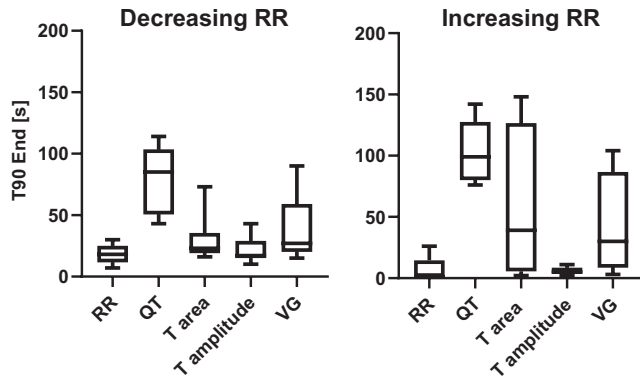 Decreasing RR
Increasing RR
T90 End [s]
200
150
100
50
0
RR
QT
T area
T amplitude
VG
200
150
100
50
0
RR
QT
T area
T amplitude
VG